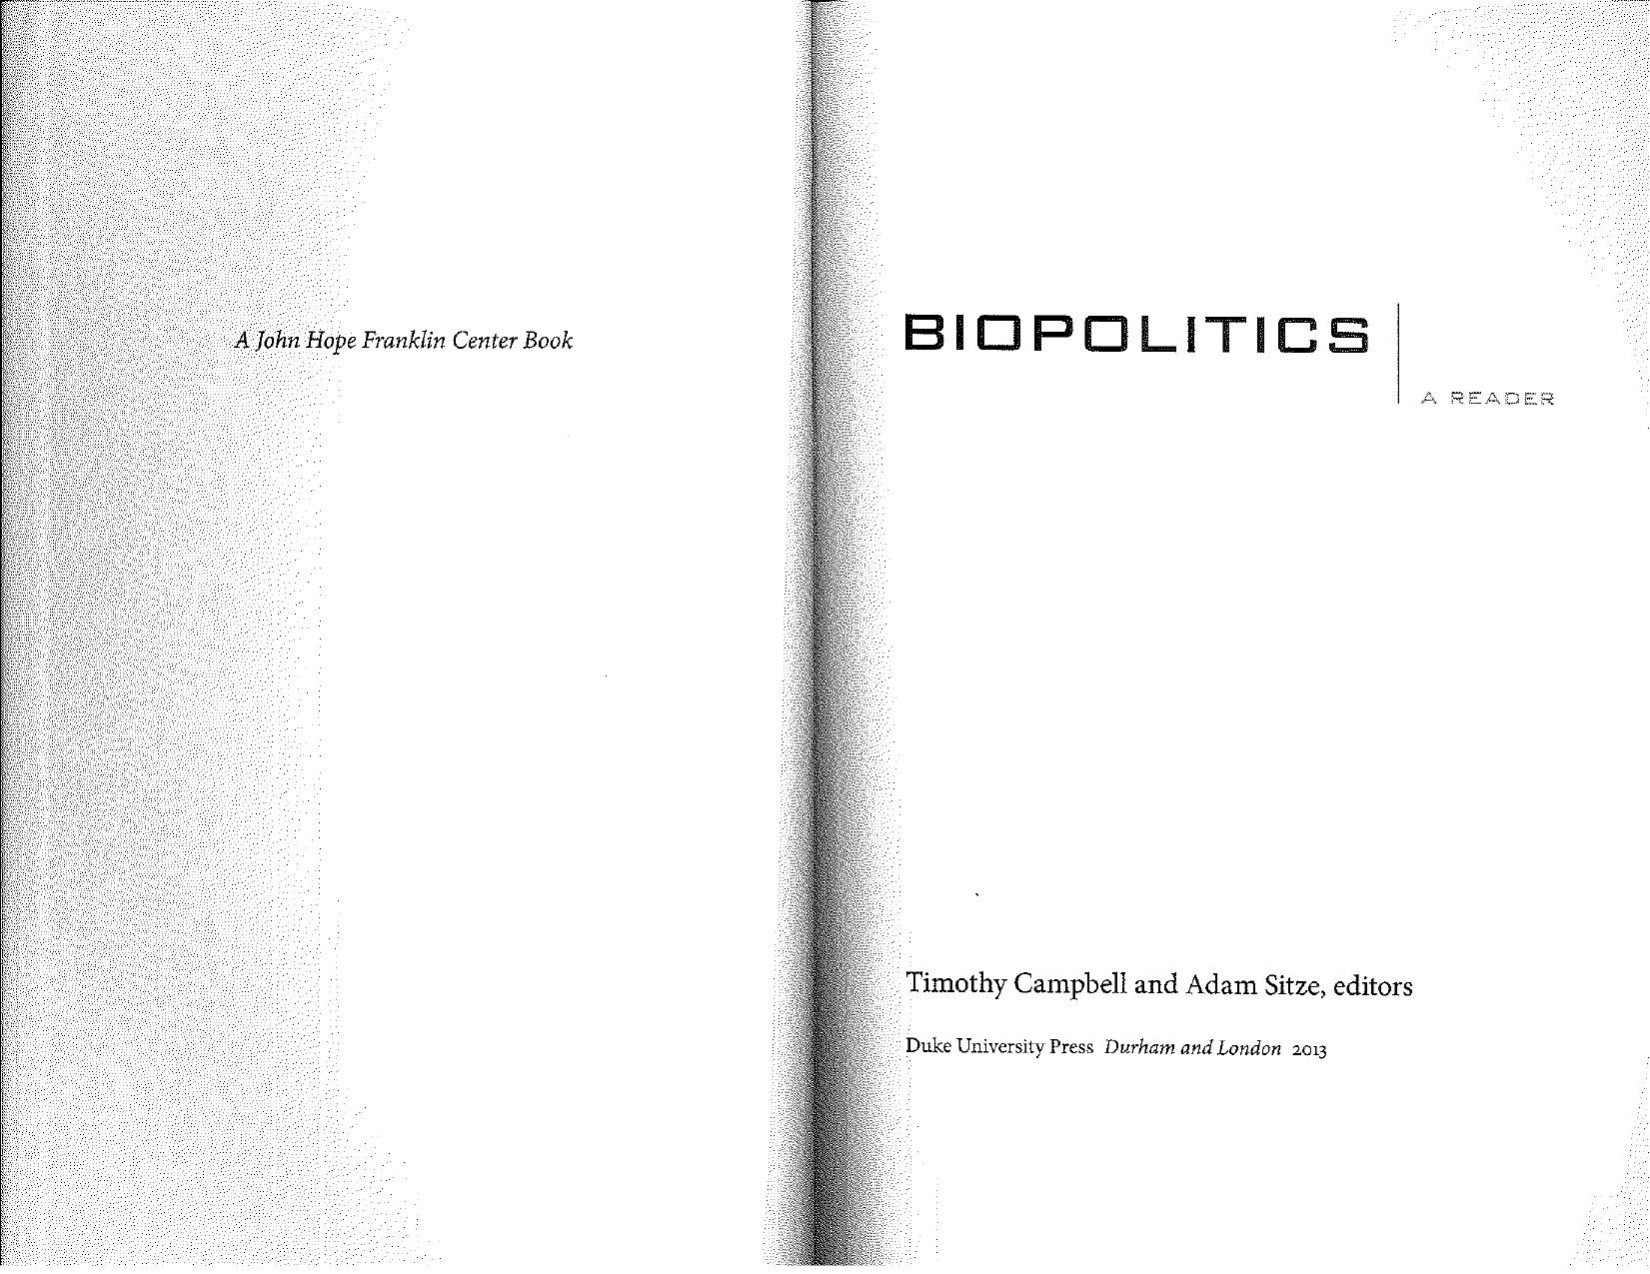 A John Hope Franklin Center Book
BIOPOLITICS
A READER
Timothy Campbell and Adam Sitze, editors
Duke University Press Durham and London 2013